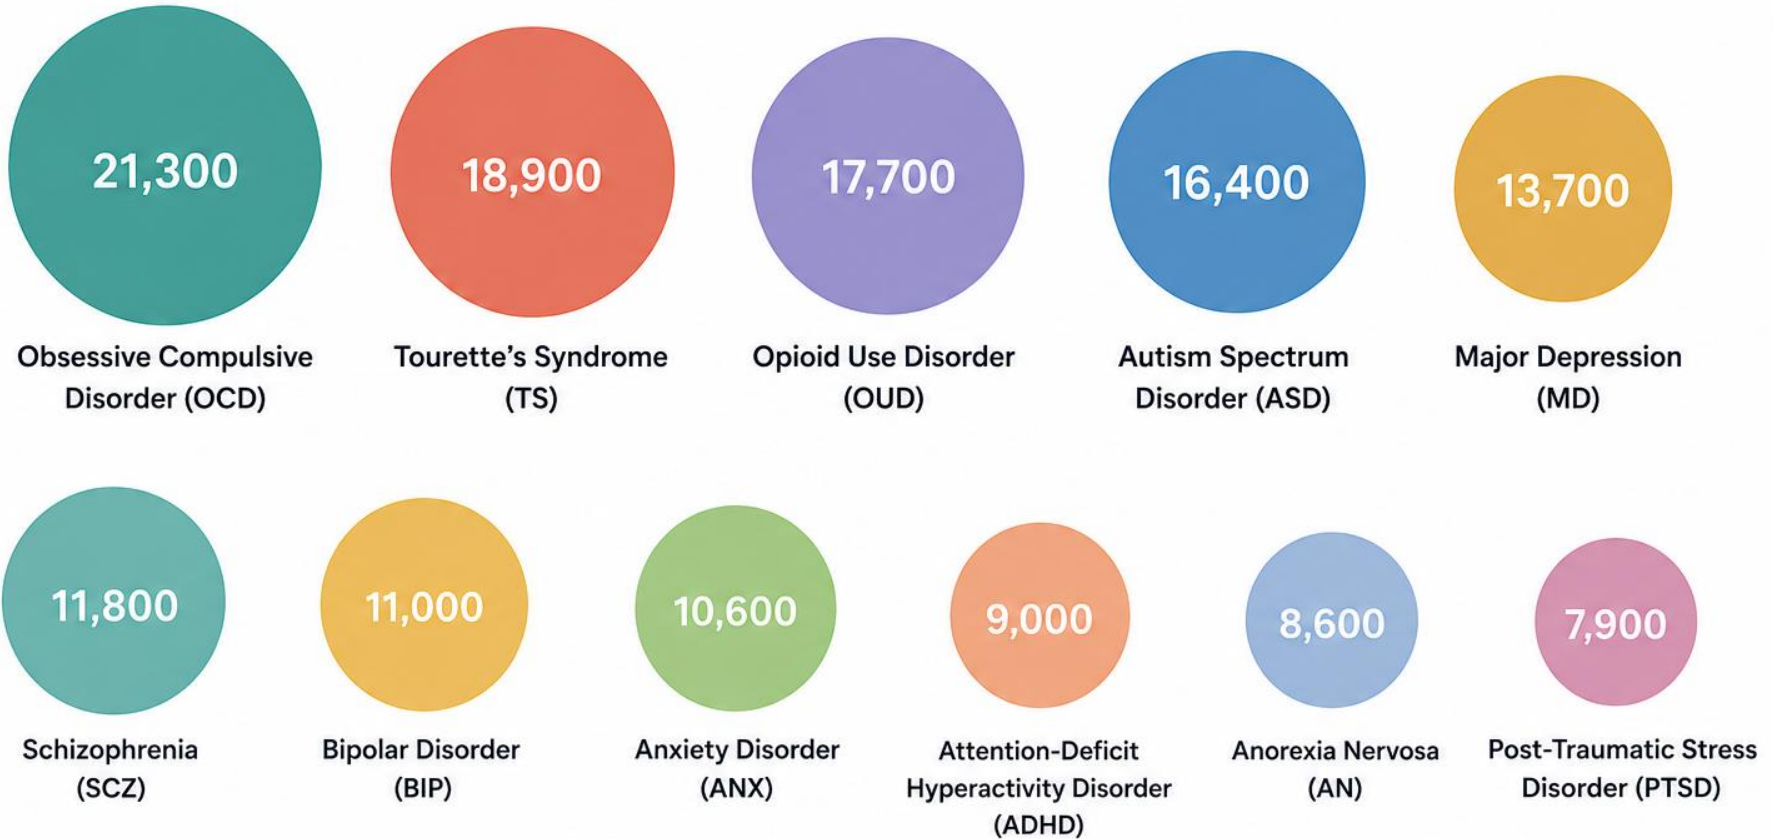 21,300
18,900
17,700
16,400
13,700
Obsessive Compulsive
Disorder (OCD)
Tourette’s Syndrome
(TS)
Opioid Use Disorder
(OUD)
Autism Spectrum
Disorder (ASD)
Major Depression
(MD)
11,800
11,000
10,600
9,000
8,600
7,900
Schizophrenia
(SCZ)
Bipolar Disorder
(BIP)
Anxiety Disorder
(ANX)
Attention-Deficit
Hyperactivity Disorder
(ADHD)
Anorexia Nervosa
(AN)
Post-Traumatic Stress
Disorder (PTSD)